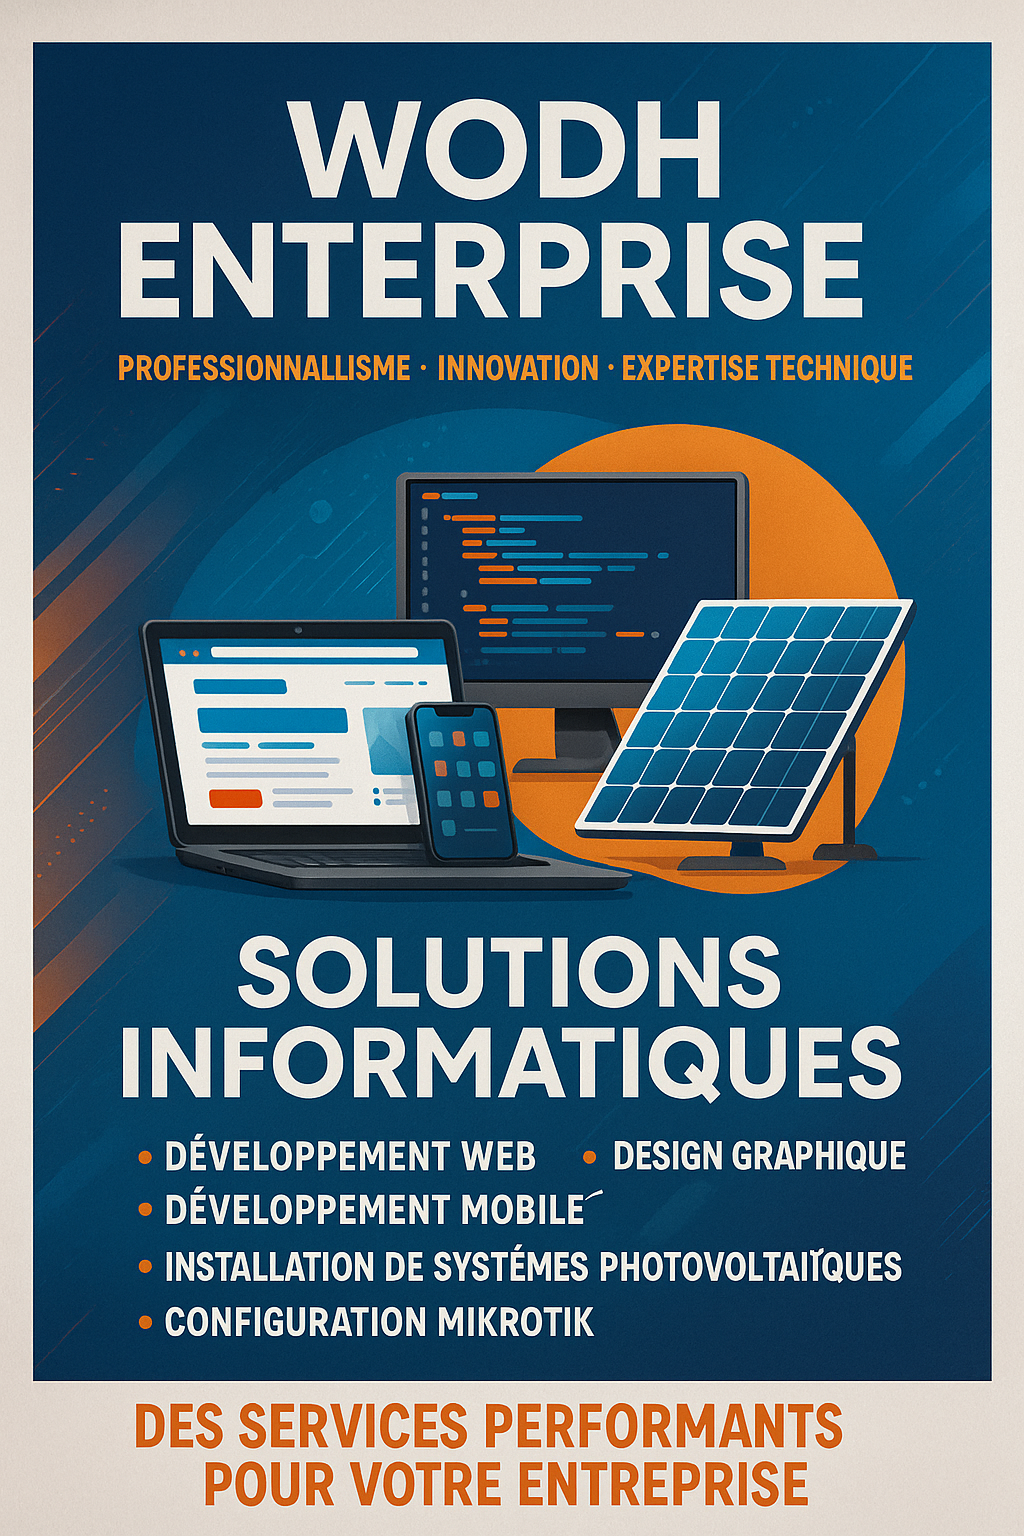 WODH
ENTERPRISE
PROFESSIONNALLISME · INNOVATION · EXPERTISE TECHNIQUE
SOLUTIONS
INFORMATIQUES
• DÉVELOPPEMENT WEB • DESIGN GRAPHIQUE
• DÉVELOPPEMENT MOBILE
• INSTALLATION DE SYSTÉMES PHOTOVOLTAIÏQUES
• CONFIGURATION MIKROTIK
DES SERVICES PERFORMANTS
POUR VOTRE ENTREPRISE